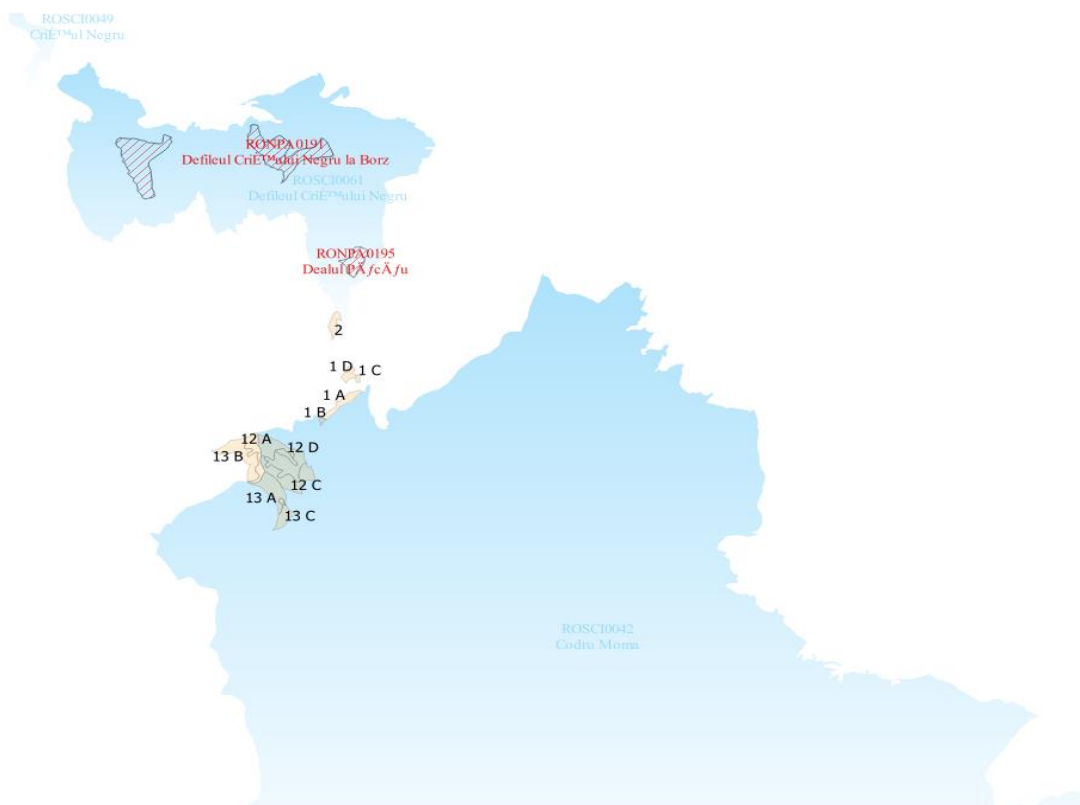 ROSCI0049
CriÈ™ul Negru
RONPA0191
Defileul CriÈ™ului Negru la Borz
ROSCI0061
Defileul CriÈ™ului Negru
RONPA0195
Dealul PÄƒcÄƒu
2
1 D
1 C
1 A
1 B
12 A
12 D
13 B
12 C
13 A
13 C
ROSCI0042
Codru Moma